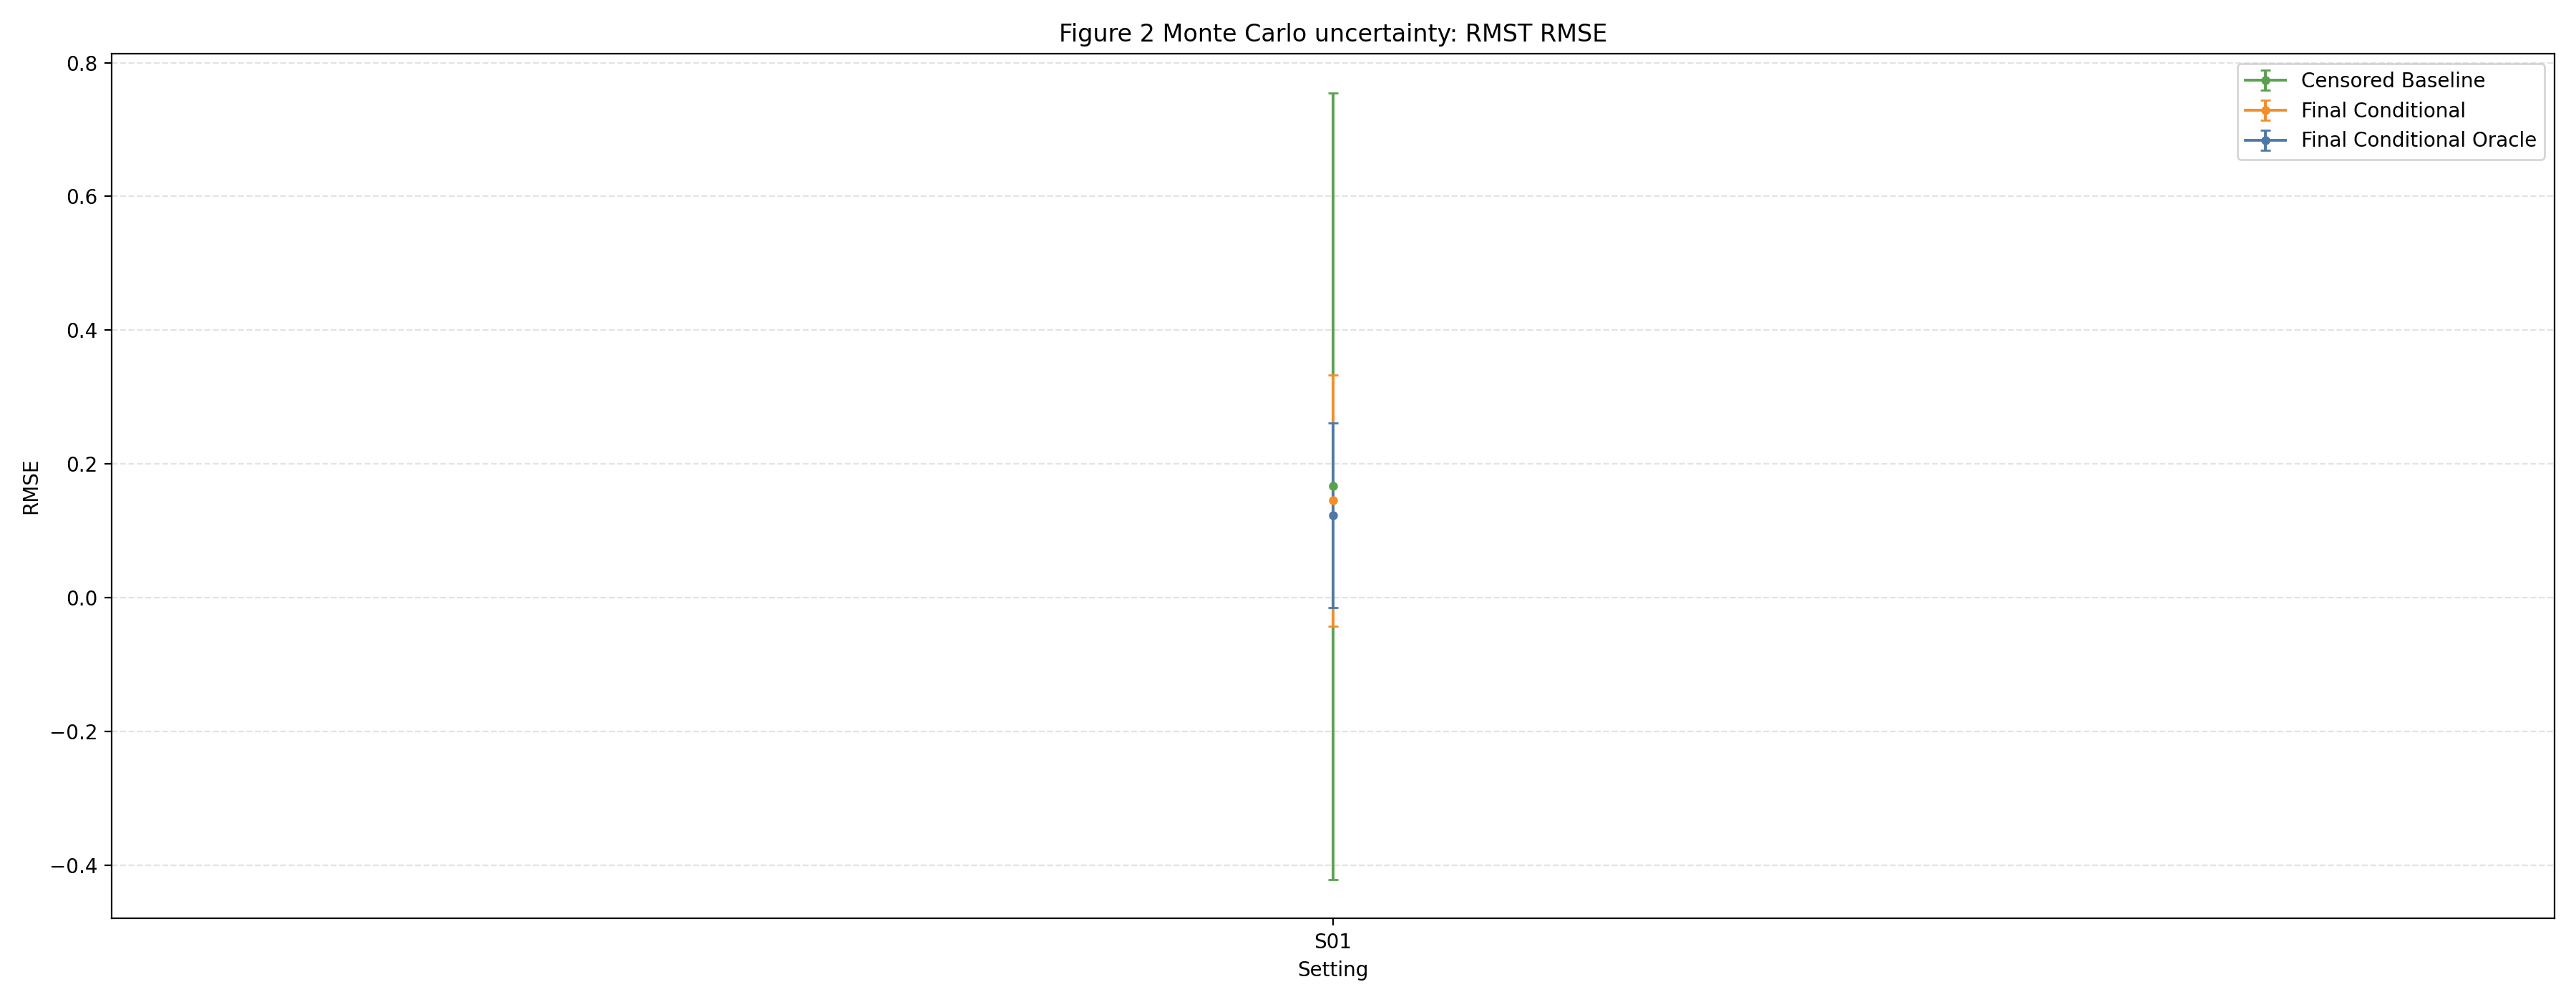 Figure 2 Monte Carlo uncertainty: RMST RMSE
0.8
0.6
0.4
0.2
0.0
−0.2
−0.4
RMSE
Censored Baseline
Final Conditional
Final Conditional Oracle
S01
Setting